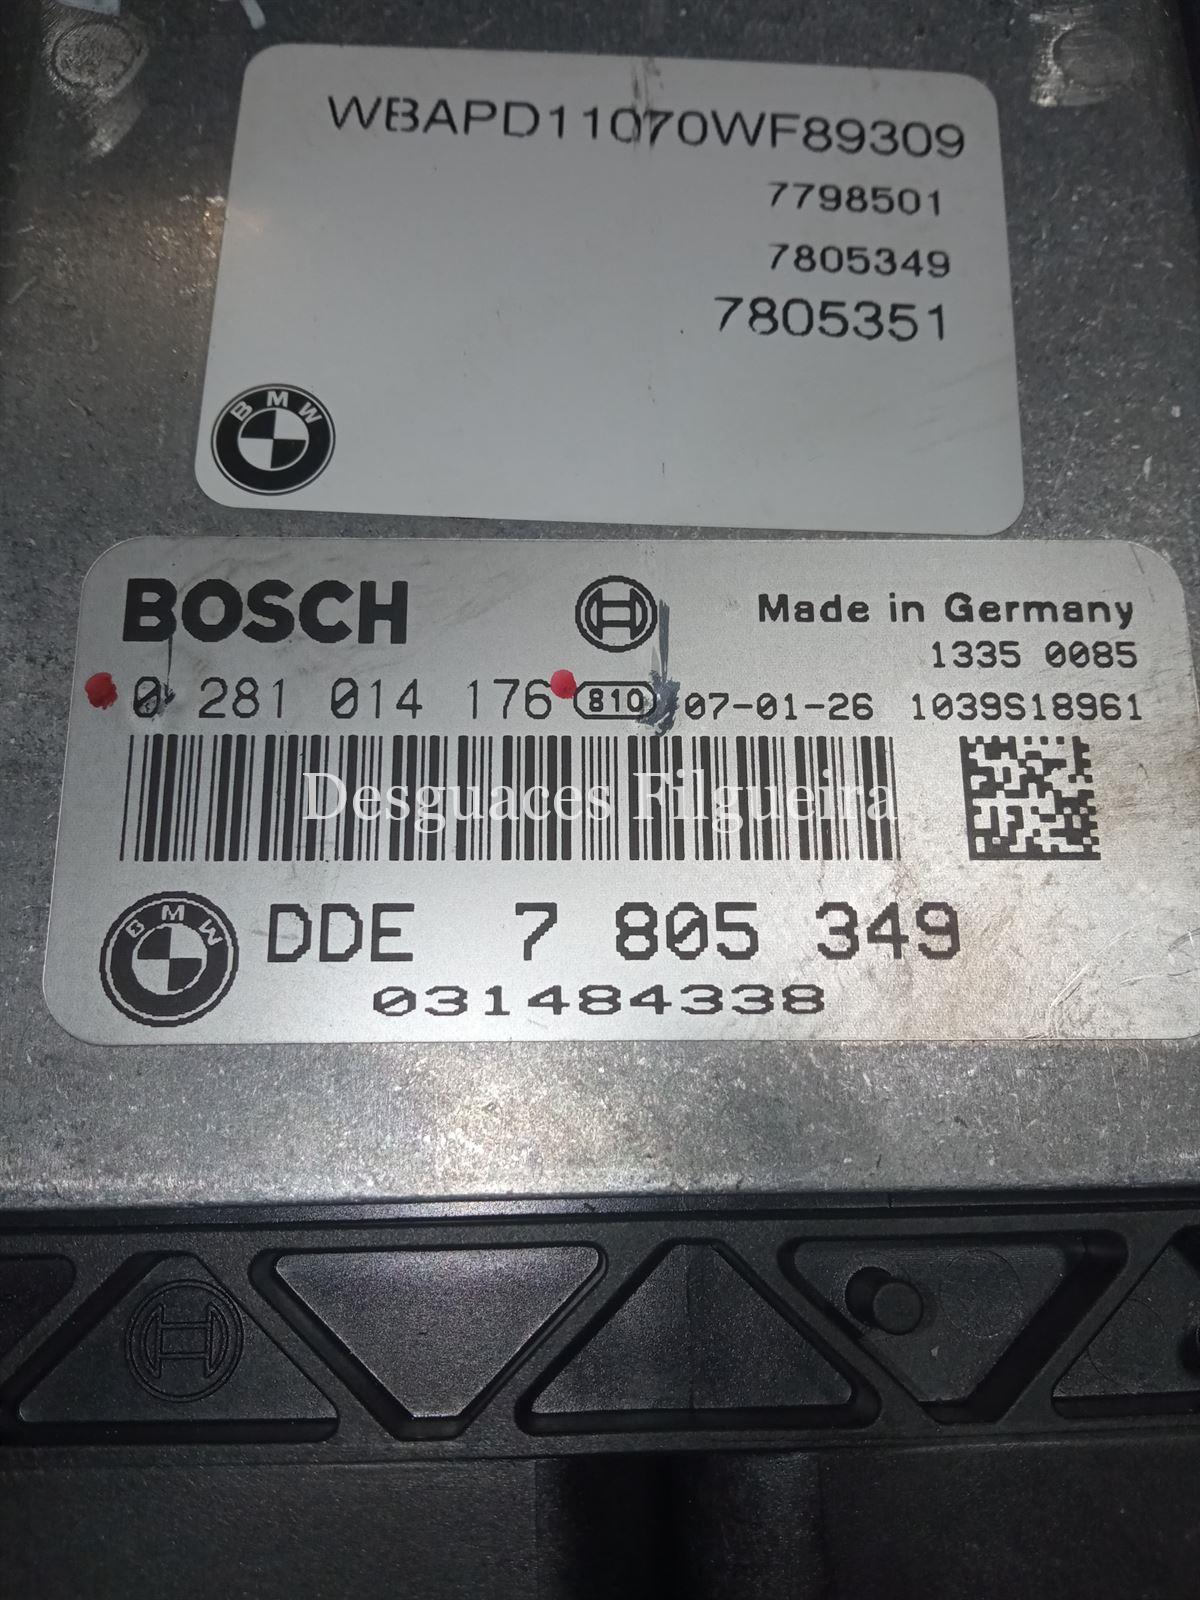 WBAPD11070WF89309
7798501
7805349
7805351
BMW
BOSCH
Made in Germany
1335 0085
0 281 014 176 810 07-01-26 1039S18961
Desguaces Filgueira
BMW DDE 7 805 349
031484338